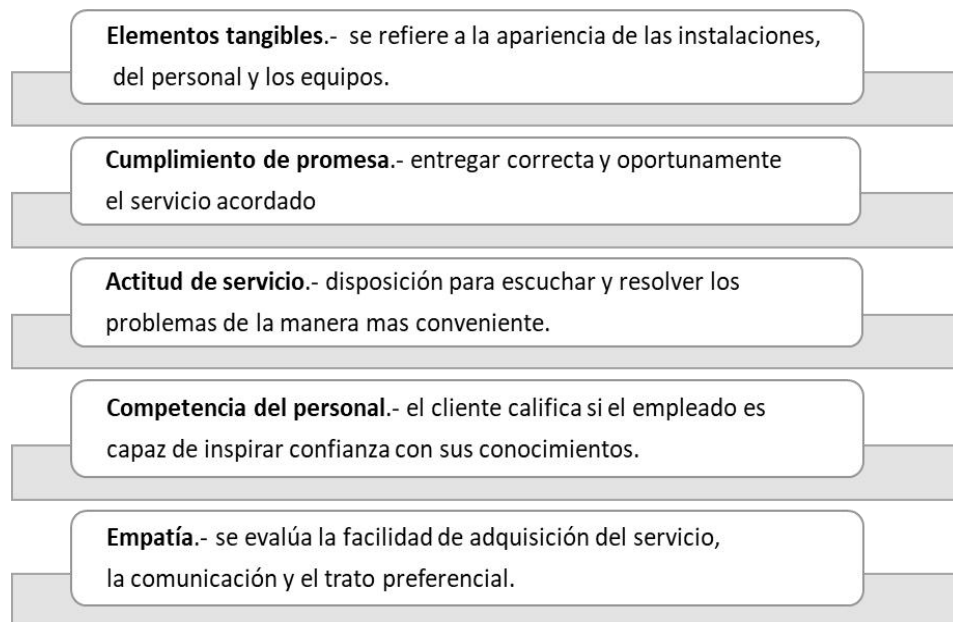 Elementos tangibles.- se refiere a la apariencia de las instalaciones,
del personal y los equipos.
Cumplimiento de promesa.- entregar correcta y oportunamente
el servicio acordado
Actitud de servicio.- disposición para escuchar y resolver los
problemas de la manera mas conveniente.
Competencia del personal.- el cliente califica si el empleado es
capaz de inspirar confianza con sus conocimientos.
Empatía.- se evalúa la facilidad de adquisición del servicio,
la comunicación y el trato preferencial.